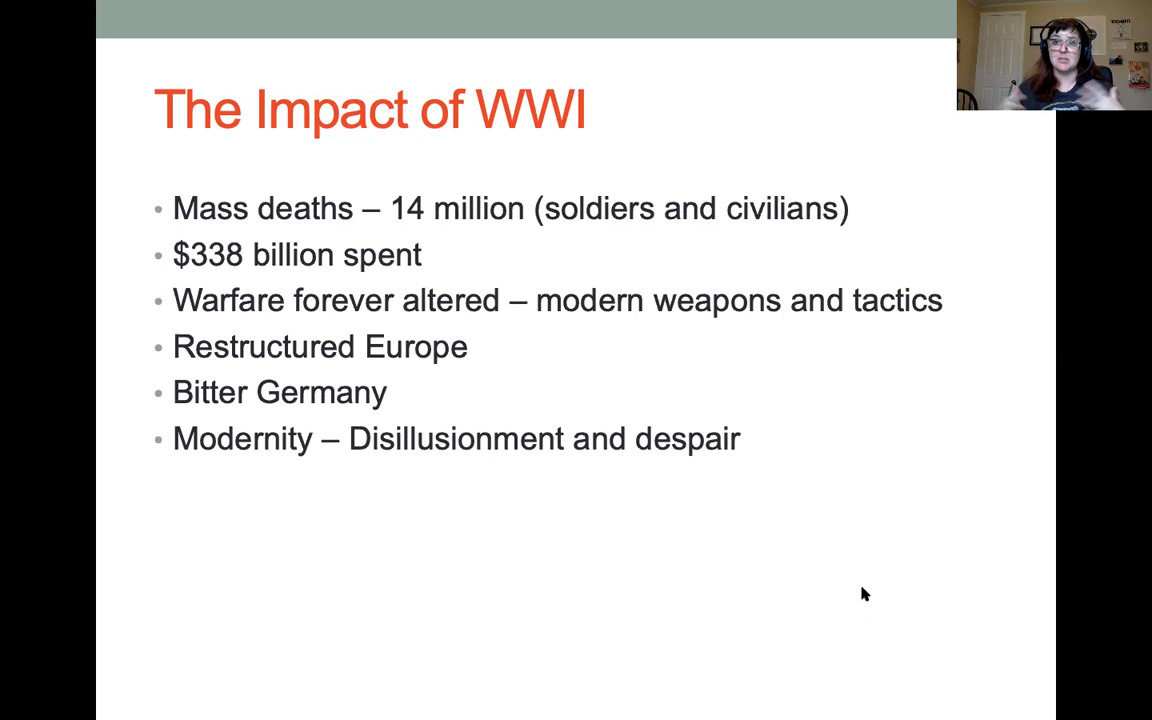 The Impact of WWI
• Mass deaths – 14 million (soldiers and civilians)
• $338 billion spent
• Warfare forever altered – modern weapons and tactics
• Restructured Europe
• Bitter Germany
• Modernity – Disillusionment and despair